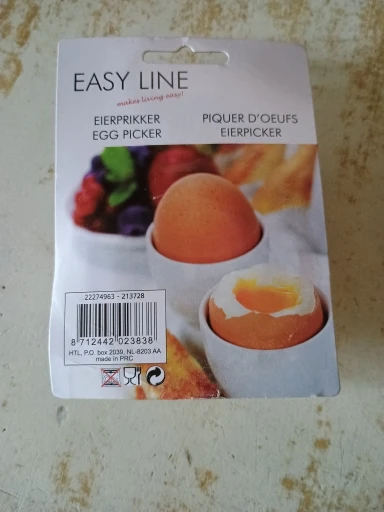 EASY LINE
makes living easy!
EIERPRIKKER
EGG PICKER
PIQUER D'OEUFS
EIERPICKER
22274963 - 213728
8 712442 023838
HTL, P.O. box 2039, NL-8203 AA
made in PRC